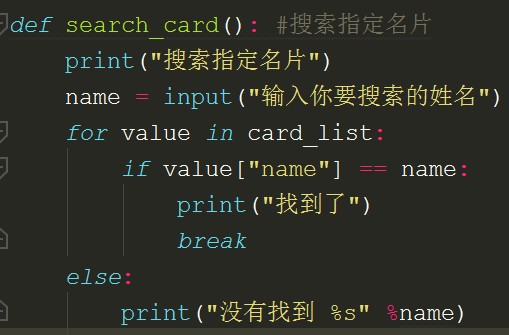 def search_card(): #搜索指定名片
    print("搜索指定名片")
    name = input("输入你要搜索的姓名")
    for value in card_list:
        if value["name"] == name:
            print("找到了")
            break
    else:
        print("没有找到 %s" %name)